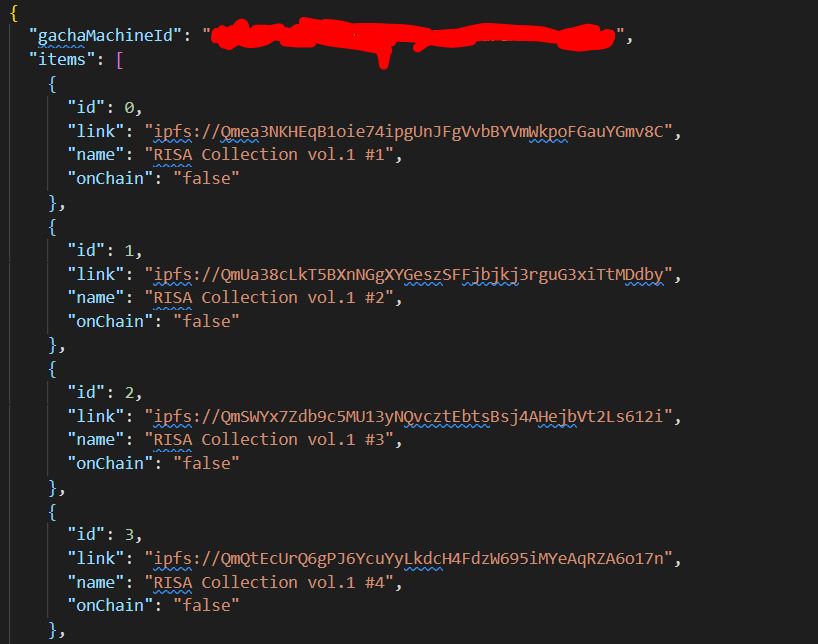 {
"gachaMachineId": "",
"items": [
{
"id": 0,
"link": "ipfs://Qmea3NKHEqB1oie74ipgUnJFgVvbBYVmWkpoFGauYGmv8C",
"name": "RISA Collection vol.1 #1",
"onChain": "false"
},
{
"id": 1,
"link": "ipfs://QmUa38cLkT5BXnNGgXYGeszSFFjbjkj3rguG3xiTtMDdby",
"name": "RISA Collection vol.1 #2",
"onChain": "false"
},
{
"id": 2,
"link": "ipfs://QmSWYx7Zdb9c5MU13yNQvcztEbtsBsj4AHejbVt2Ls612i",
"name": "RISA Collection vol.1 #3",
"onChain": "false"
},
{
"id": 3,
"link": "ipfs://QmQtEcUrQ6gPJ6YcuYyLkdcH4FdzW695iMYeAqRZA6o17n",
"name": "RISA Collection vol.1 #4",
"onChain": "false"
},